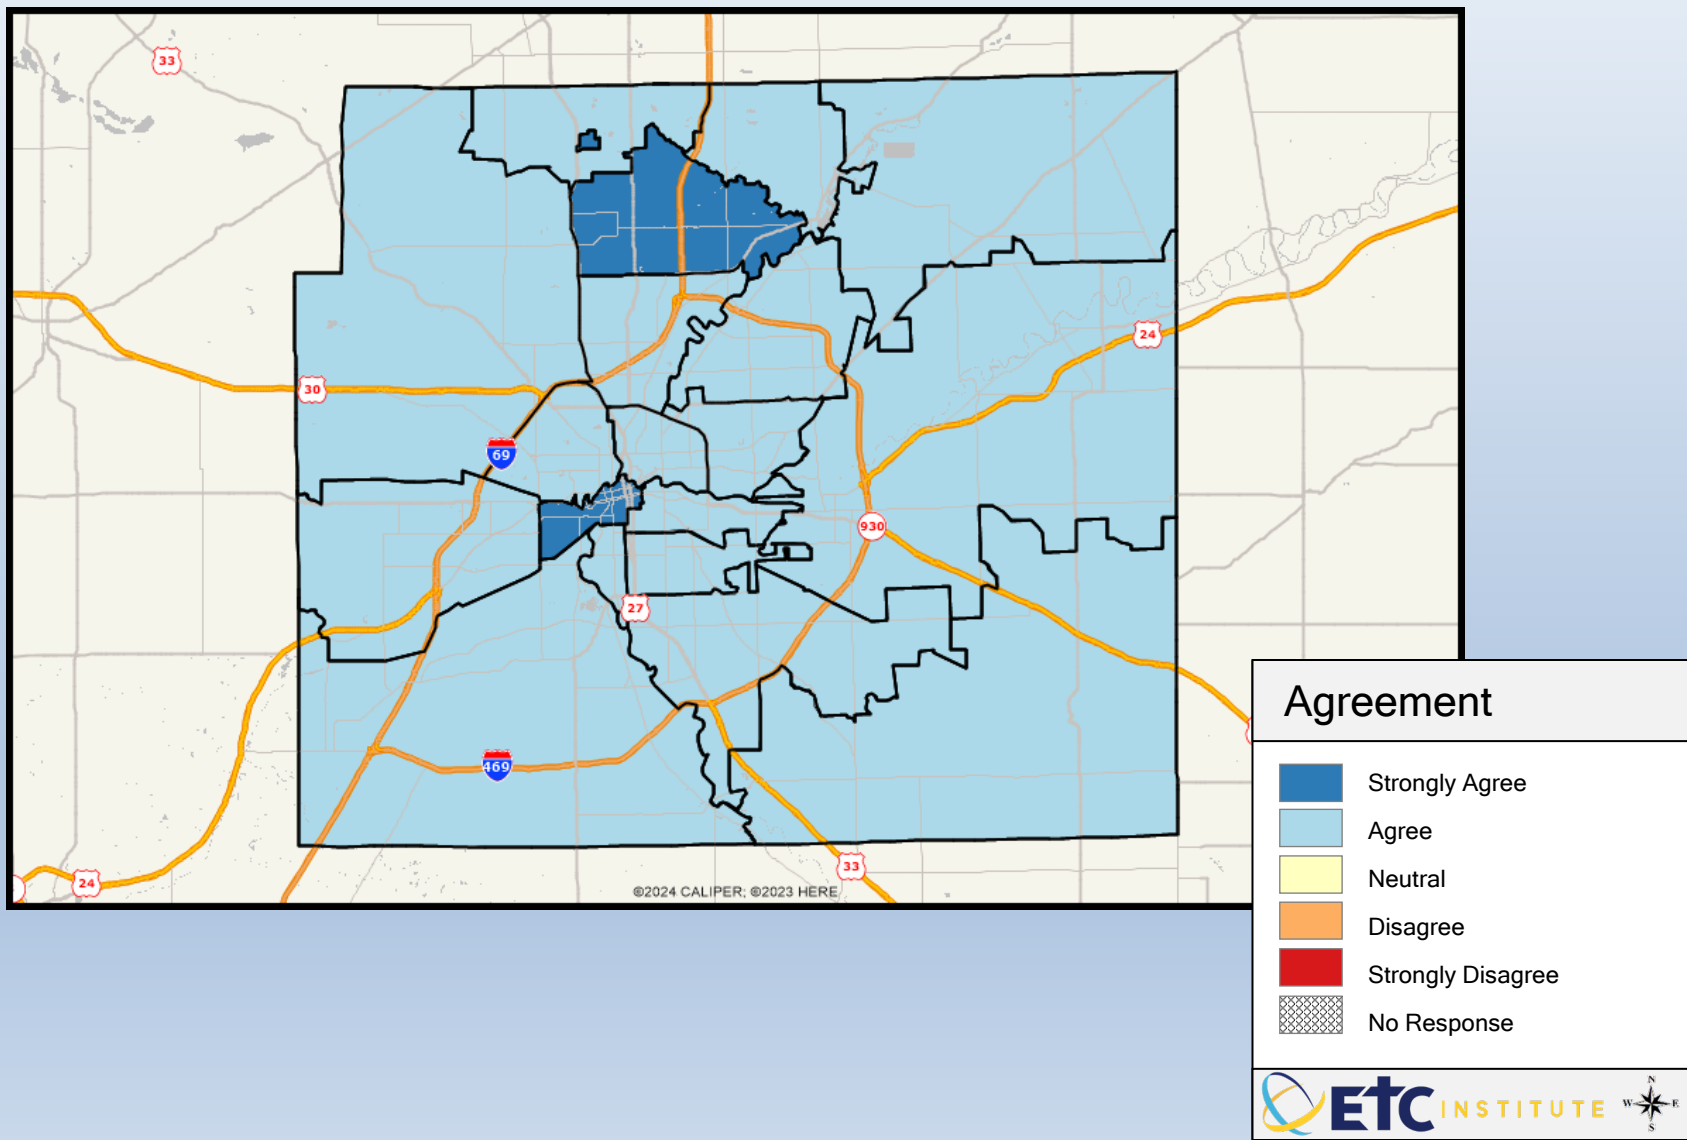 33
24
30
69
930
27
469
33
24
©2024 CALIPER; ©2023 HERE
Agreement
Strongly Agree
Agree
Neutral
Disagree
Strongly Disagree
No Response
ETC INSTITUTE
N
W E
S